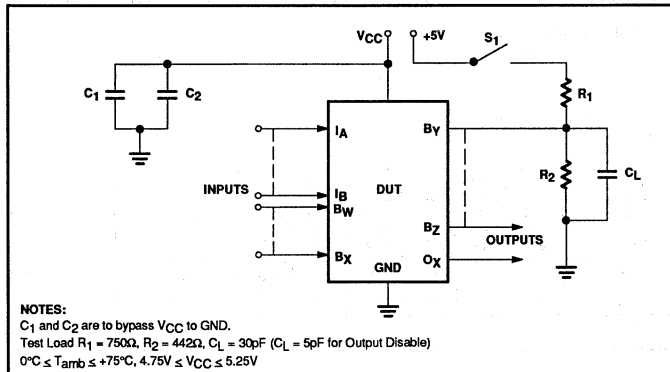 VCC +5V S1
C1 C2 R1
IA BY
R2 CL
INPUTS IB DUT
BW
BZ
OUTPUTS
BX GND OX
NOTES:
C1 and C2 are to bypass VCC to GND.
Test Load R1 = 750Ω, R2 = 442Ω, CL = 30pF (CL = 5pF for Output Disable)
0°C ≤ Tamb ≤ +75°C, 4.75V ≤ VCC ≤ 5.25V